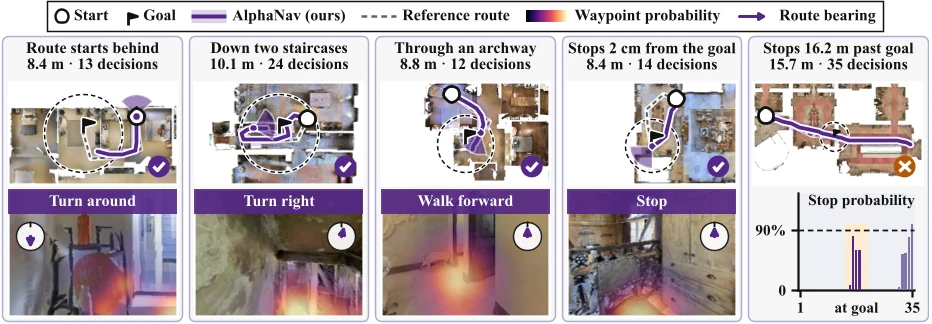 Start Goal AlphaNav (ours) Reference route Waypoint probability Route bearing
Route starts behind
8.4 m · 13 decisions
Turn around
Down two staircases
10.1 m · 24 decisions
Turn right
Through an archway
8.8 m · 12 decisions
Walk forward
Stops 2 cm from the goal
8.4 m · 14 decisions
Stop
Stops 16.2 m past goal
15.7 m · 35 decisions
Stop probability
90%
0
1 at goal 35